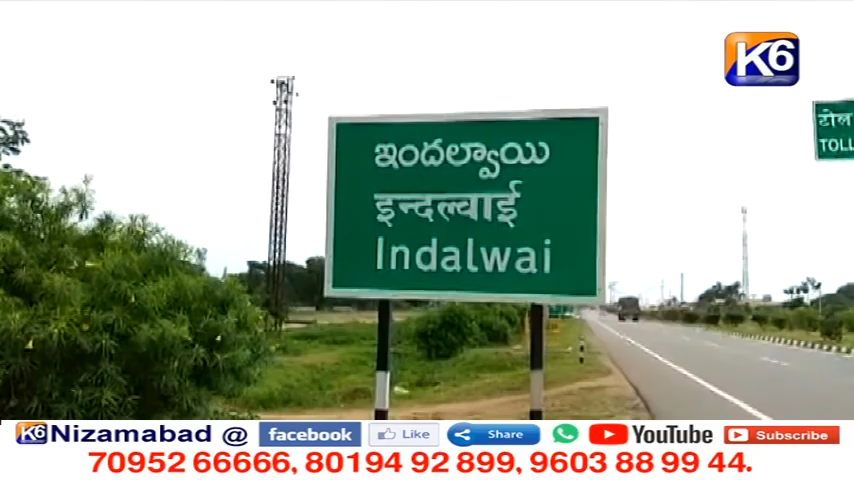 K6
टोल
TOLL
ఇందల్వాయి
इन्दल्वाई
Indalwai
K6 Nizamabad @ facebook Like Share YouTube Subscribe
70952 66666, 80194 92 899, 9603 88 99 44.